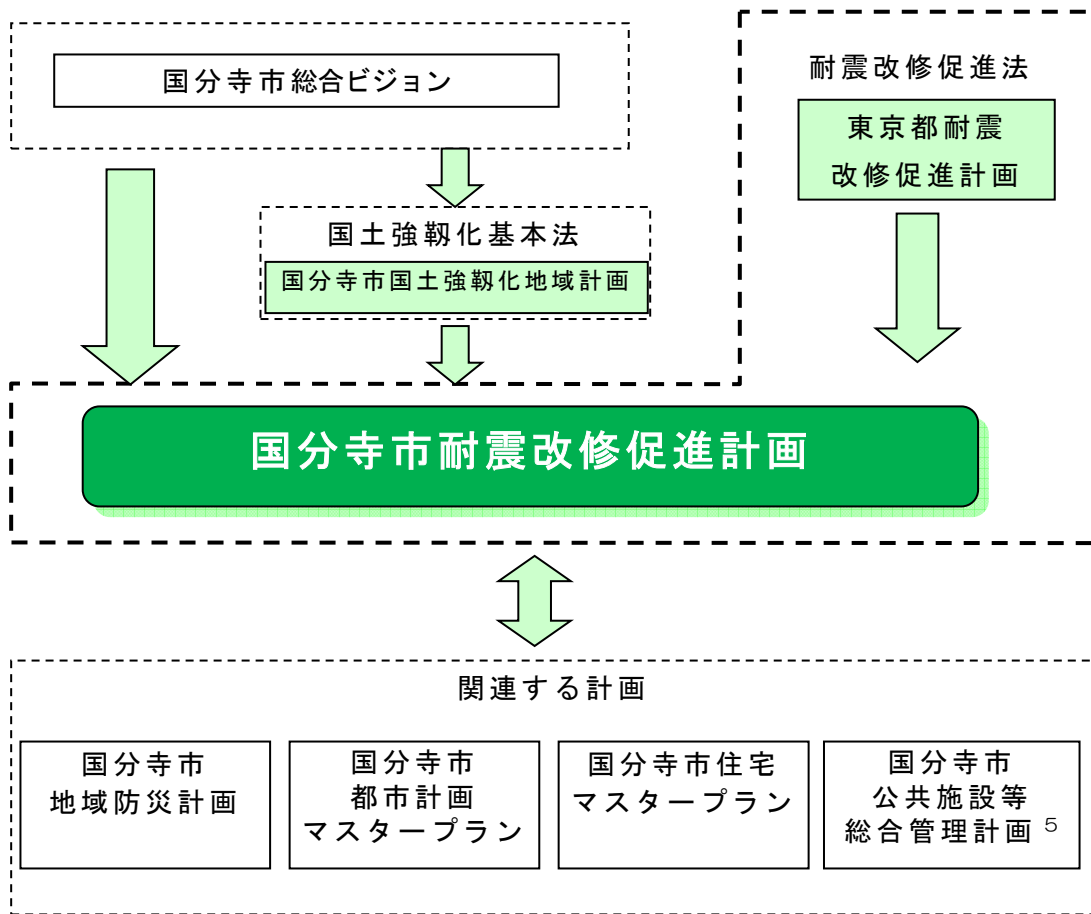 国分寺市総合ビジョン
耐震改修促進法
東京都耐震
改修促進計画
国土強靱化基本法
国分寺市国土強靱化地域計画
国分寺市耐震改修促進計画
関連する計画
国分寺市
地域防災計画
国分寺市
都市計画
マスタープラン
国分寺市住宅
マスタープラン
国分寺市
公共施設等
総合管理計画 5